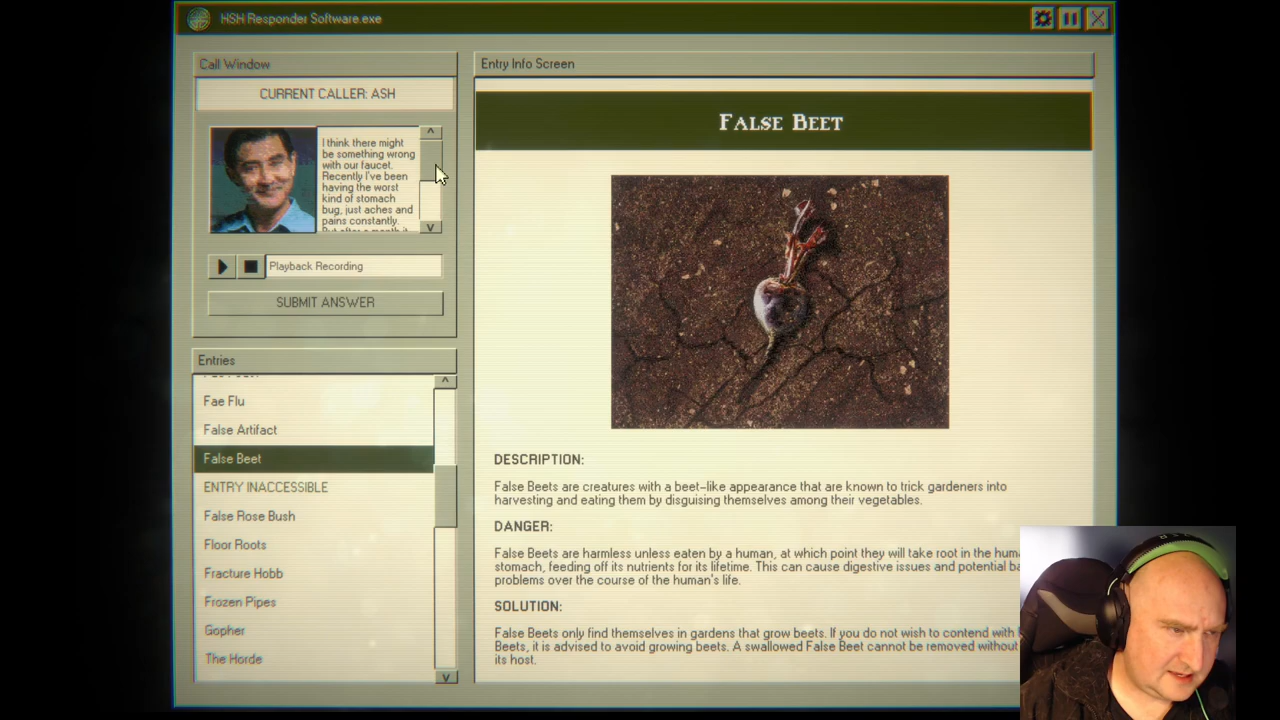 HSH Responder Software.exe
Call Window
CURRENT CALLER: ASH
I think there might
be something wrong
with our faucet.
Recently I've been
having the worst
kind of stomach
bug, just aches and
pains constantly.
But after a month it
Playback Recording
SUBMIT ANSWER
Entries
Fae Flu
False Artifact
False Beet
ENTRY INACCESSIBLE
False Rose Bush
Floor Roots
Fracture Hobb
Frozen Pipes
Gopher
The Horde
Entry Info Screen
False Beet
DESCRIPTION:
False Beets are creatures with a beet-like appearance that are known to trick gardeners into
harvesting and eating them by disguising themselves among their vegetables.
DANGER:
False Beets are harmless unless eaten by a human, at which point they will take root in the
stomach, feeding off its nutrients for its lifetime. This can cause digestive issues and potential
problems over the course of the human's life.
SOLUTION:
False Beets only find themselves in gardens that grow beets. If you do not wish to contend with
Beets, it is advised to avoid growing beets. A swallowed False Beet cannot be removed without
its host.